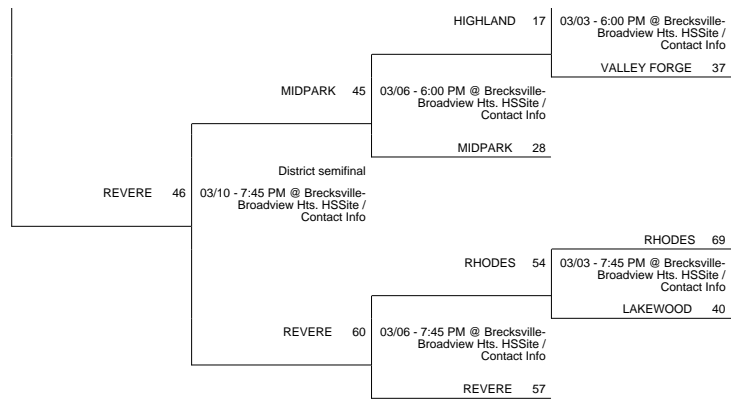 HIGHLAND 17
03/03 - 6:00 PM @ Brecksville-
Broadview Hts. HSSite /
Contact Info
VALLEY FORGE 37
MIDPARK 45
03/06 - 6:00 PM @ Brecksville-
Broadview Hts. HSSite /
Contact Info
MIDPARK 28
District semifinal
REVERE 46
03/10 - 7:45 PM @ Brecksville-
Broadview Hts. HSSite /
Contact Info
RHODES 69
RHODES 54
03/03 - 7:45 PM @ Brecksville-
Broadview Hts. HSSite /
Contact Info
LAKEWOOD 40
REVERE 60
03/06 - 7:45 PM @ Brecksville-
Broadview Hts. HSSite /
Contact Info
REVERE 57